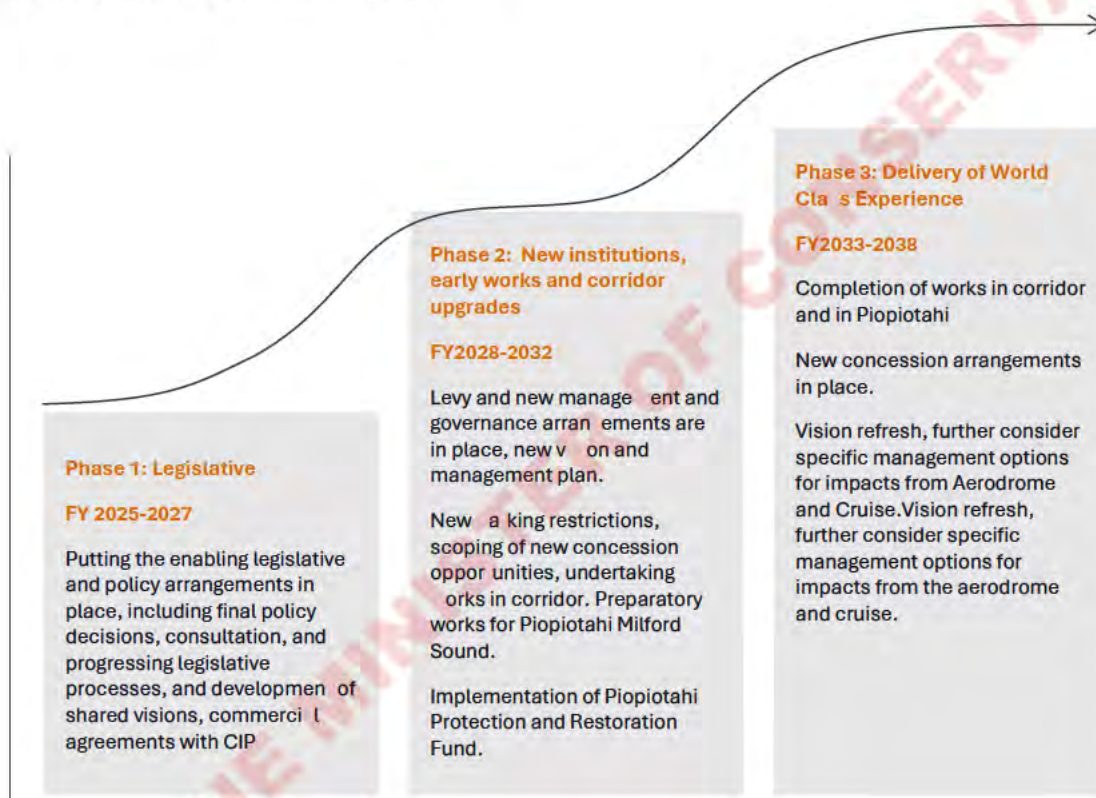 Phase 1: Legislative
FY 2025-2027
Putting the enabling legislative
and policy arrangements in
place, including final policy
decisions, consultation, and
progressing legislative
processes, and developmen of
shared visions, commerci l
agreements with CIP
Phase 2: New institutions,
early works and corridor
upgrades
FY2028-2032
Levy and new manage ent and
governance arran ements are
in place, new v on and
management plan.
New a king restrictions,
scoping of new concession
oppor unities, undertaking
orks in corridor. Preparatory
works for Piopiotahi Milford
Sound.
Implementation of Piopiotahi
Protection and Restoration
Fund.
Phase 3: Delivery of World
Cla s Experience
FY2033-2038
Completion of works in corridor
and in Piopiotahi
New concession arrangements
in place.
Vision refresh, further consider
specific management options
for impacts from Aerodrome
and Cruise.Vision refresh,
further consider specific
management options for
impacts from the aerodrome
and cruise.
E MINISTER OF CONSERVA